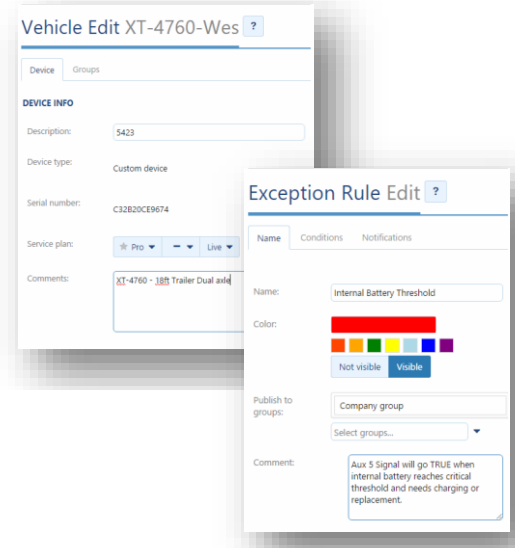 Vehicle Edit XT-4760-Wes ?
Device Groups
DEVICE INFO
Description: 5423
Device type: Custom device
Serial number: C32B20CE9674
Service plan: Pro Live
Comments: XT-4760 - 18ft Trailer Dual axle
Exception Rule Edit ?
Name Conditions Notifications
Name: Internal Battery Threshold
Color:
Not visible Visible
Publish to
groups:
Company group
Select groups...
Comment:
Aux 5 Signal will go TRUE when
internal battery reaches critical
threshold and needs charging or
replacement.